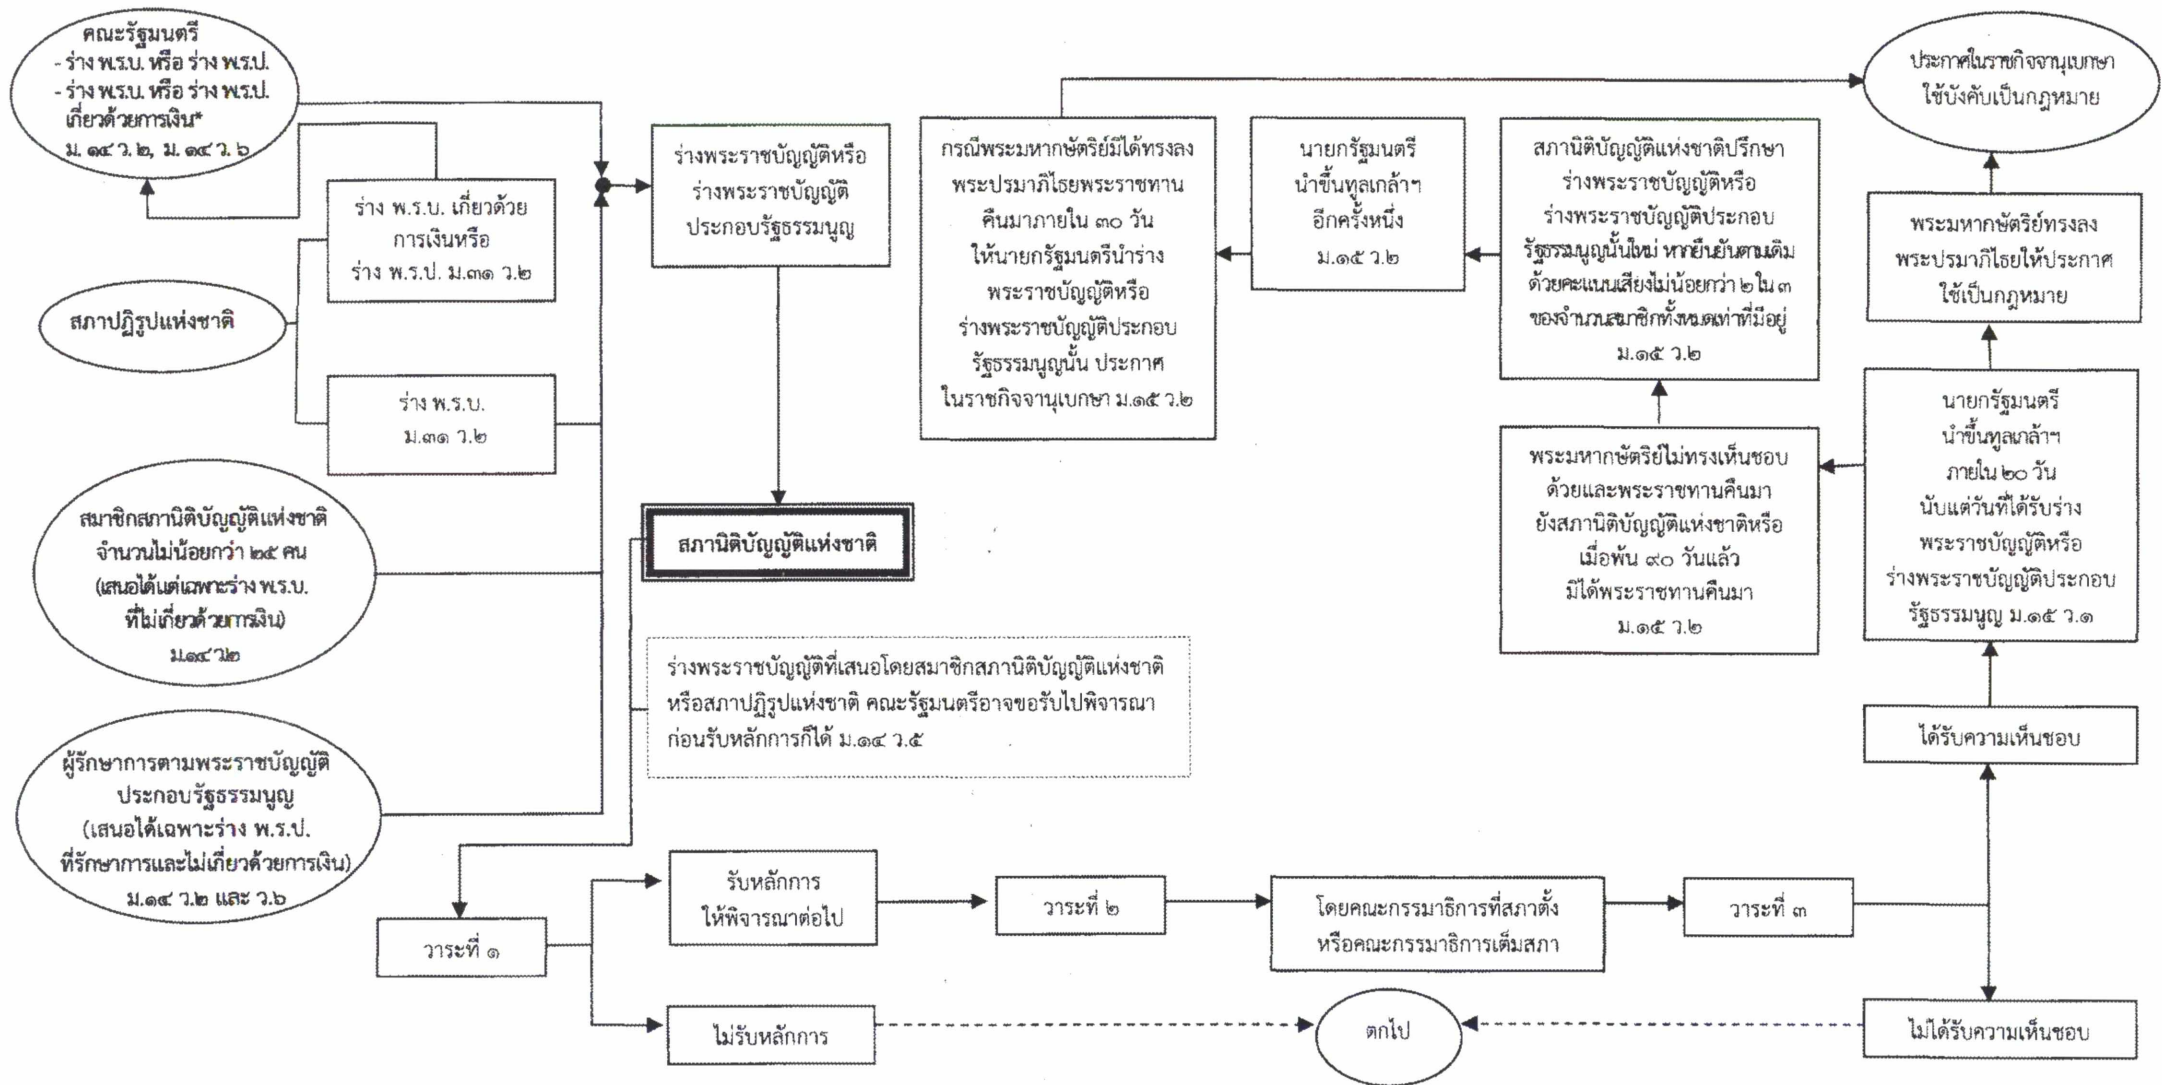 คณะรัฐมนตรี
- ร่าง พ.ร.บ. หรือ ร่าง พ.ร.ป.
- ร่าง พ.ร.บ. หรือ ร่าง พ.ร.ป.
เกี่ยวด้วยการเงิน*
ม. ๑๔ ว. ๒, ม. ๑๔ ว. ๖
ร่าง พ.ร.บ. เกี่ยวด้วย
การเงินหรือ
ร่าง พ.ร.ป. ม.๓๑ ว.๒
สภาปฏิรูปแห่งชาติ
ร่าง พ.ร.บ.
ม.๓๑ ว.๒
สมาชิกสภานิติบัญญัติแห่งชาติ
จำนวนไม่น้อยกว่า ๒๕ คน
(เสนอได้แต่เฉพาะร่าง พ.ร.บ.
ที่ไม่เกี่ยวด้วยการเงิน)
ม.๑๔ ว.๒
ผู้รักษาการตามพระราชบัญญัติ
ประกอบรัฐธรรมนูญ
(เสนอได้เฉพาะร่าง พ.ร.ป.
ที่รักษาการและไม่เกี่ยวด้วยการเงิน)
ม.๑๔ ว.๒ และ ว.๖
ร่างพระราชบัญญัติหรือ
ร่างพระราชบัญญัติ
ประกอบรัฐธรรมนูญ
สภานิติบัญญัติแห่งชาติ
ร่างพระราชบัญญัติที่เสนอโดยสมาชิกสภานิติบัญญัติแห่งชาติ
หรือสภาปฏิรูปแห่งชาติ คณะรัฐมนตรีอาจขอรับไปพิจารณา
ก่อนรับหลักการก็ได้ ม.๑๔ ว.๕
วาระที่ ๑
รับหลักการ
ให้พิจารณาต่อไป
ไม่รับหลักการ
วาระที่ ๒
โดยคณะกรรมาธิการที่สภาตั้ง
หรือคณะกรรมาธิการเต็มสภา
วาระที่ ๓
ตกไป
ไม่ได้รับความเห็นชอบ
ได้รับความเห็นชอบ
นายกรัฐมนตรี
นำขึ้นทูลเกล้าฯ
ภายใน ๒๐ วัน
นับแต่วันที่ได้รับร่าง
พระราชบัญญัติหรือ
ร่างพระราชบัญญัติประกอบ
รัฐธรรมนูญ ม.๑๕ ว.๑
พระมหากษัตริย์ทรงลง
พระปรมาภิไธยให้ประกาศ
ใช้เป็นกฎหมาย
ประกาศในราชกิจจานุเบกษา
ใช้บังคับเป็นกฎหมาย
พระมหากษัตริย์ไม่ทรงเห็นชอบ
ด้วยและพระราชทานคืนมา
ยังสภานิติบัญญัติแห่งชาติหรือ
เมื่อพ้น ๙๐ วันแล้ว
มิได้พระราชทานคืนมา
ม.๑๕ ว.๒
สภานิติบัญญัติแห่งชาติปรึกษา
ร่างพระราชบัญญัติหรือ
ร่างพระราชบัญญัติประกอบ
รัฐธรรมนูญนั้นใหม่ หากยืนยันตามเดิม
ด้วยคะแนนเสียงไม่น้อยกว่า ๒ ใน ๓
ของจำนวนสมาชิกทั้งหมดเท่าที่มีอยู่
ม.๑๕ ว.๒
นายกรัฐมนตรี
นำขึ้นทูลเกล้าฯ
อีกครั้งหนึ่ง
ม.๑๕ ว.๒
กรณีพระมหากษัตริย์มิได้ทรงลง
พระปรมาภิไธยพระราชทาน
คืนมาภายใน ๓๐ วัน
ให้นายกรัฐมนตรีนำร่าง
พระราชบัญญัติหรือ
ร่างพระราชบัญญัติประกอบ
รัฐธรรมนูญนั้น ประกาศ
ในราชกิจจานุเบกษา ม.๑๕ ว.๒